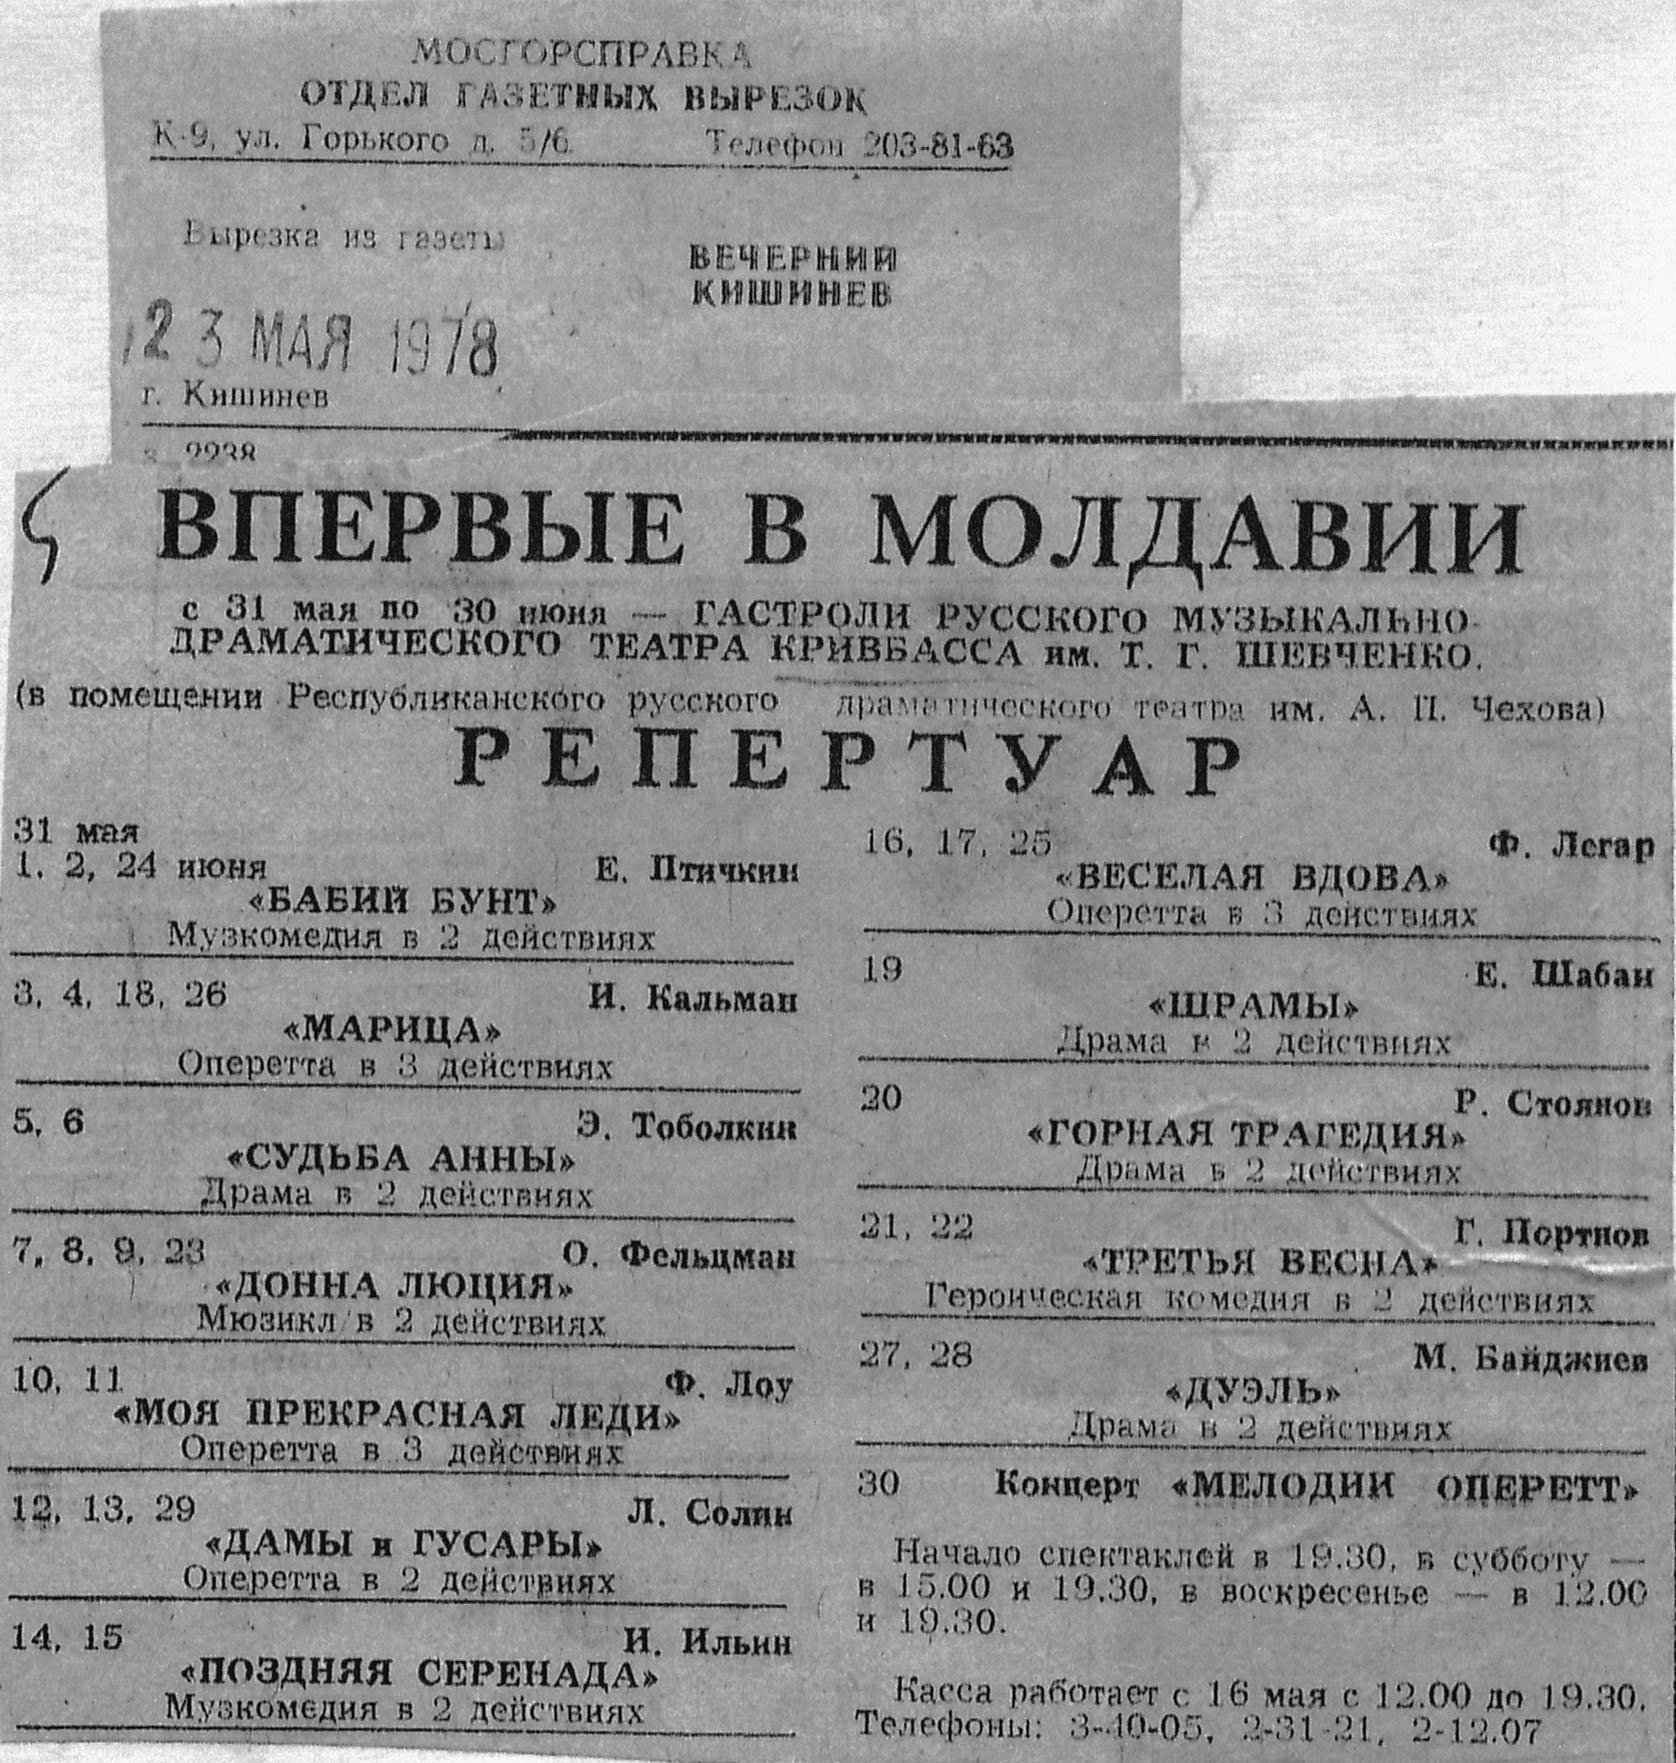 МОСГОРСПРАВКА
ОТДЕЛ ГАЗЕТНЫХ ВЫРЕЗОК
К-9, ул. Горького д. 5/6 Телефон 203-81-63
Вырезка из газеты
ВЕЧЕРНИЙ
КИШИНЕВ
23 МАЯ 1978
г. Кишинев
2238
ВПЕРВЫЕ В МОЛДАВИИ
с 31 мая по 30 июня — ГАСТРОЛИ РУССКОГО МУЗЫКАЛЬНО-
ДРАМАТИЧЕСКОГО ТЕАТРА КРИВБАССА им. Т. Г. ШЕВЧЕНКО.
(в помещении Республиканского русского драматического театра им. А. П. Чехова)
РЕПЕРТУАР
31 мая
1, 2, 24 июня Е. Птичкин
«БАБИЙ БУНТ»
Музкомедия в 2 действиях
3, 4, 18, 26 И. Кальман
«МАРИЦА»
Оперетта в 3 действиях
5, 6 Э. Тоболкин
«СУДЬБА АННЫ»
Драма в 2 действиях
7, 8, 9, 23 О. Фельцман
«ДОННА ЛЮЦИЯ»
Мюзикл в 2 действиях
10, 11 Ф. Лоу
«МОЯ ПРЕКРАСНАЯ ЛЕДИ»
Оперетта в 3 действиях
12, 13, 29 Л. Солин
«ДАМЫ и ГУСАРЫ»
Оперетта в 2 действиях
14, 15 И. Ильин
«ПОЗДНЯЯ СЕРЕНАДА»
Музкомедия в 2 действиях
16, 17, 25 Ф. Легар
«ВЕСЕЛАЯ ВДОВА»
Оперетта в 3 действиях
19 Е. Шабан
«ШРАМЫ»
Драма в 2 действиях
20 Р. Стоянов
«ГОРНАЯ ТРАГЕДИЯ»
Драма в 2 действиях
21, 22 Г. Портнов
«ТРЕТЬЯ ВЕСНА»
Героическая комедия в 2 действиях
27, 28 М. Байджиев
«ДУЭЛЬ»
Драма в 2 действиях
30 Концерт «МЕЛОДИИ ОПЕРЕТТ»
Начало спектаклей в 19.30, в субботу —
в 15.00 и 19.30, в воскресенье — в 12.00
и 19.30.
Касса работает с 16 мая с 12.00 до 19.30.
Телефоны: 3-40-05, 2-31-21, 2-12.07